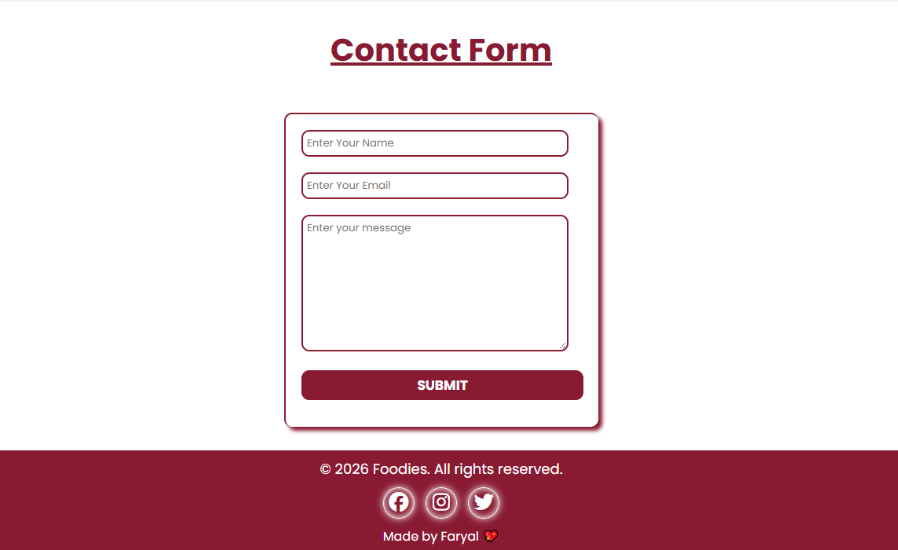 Contact Form
Enter Your Name
Enter Your Email
Enter your message
SUBMIT
© 2026 Foodies. All rights reserved.
Made by Faryal 💖